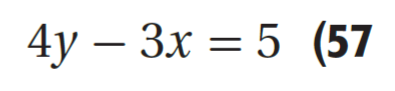 4y – 3x = 5 (57